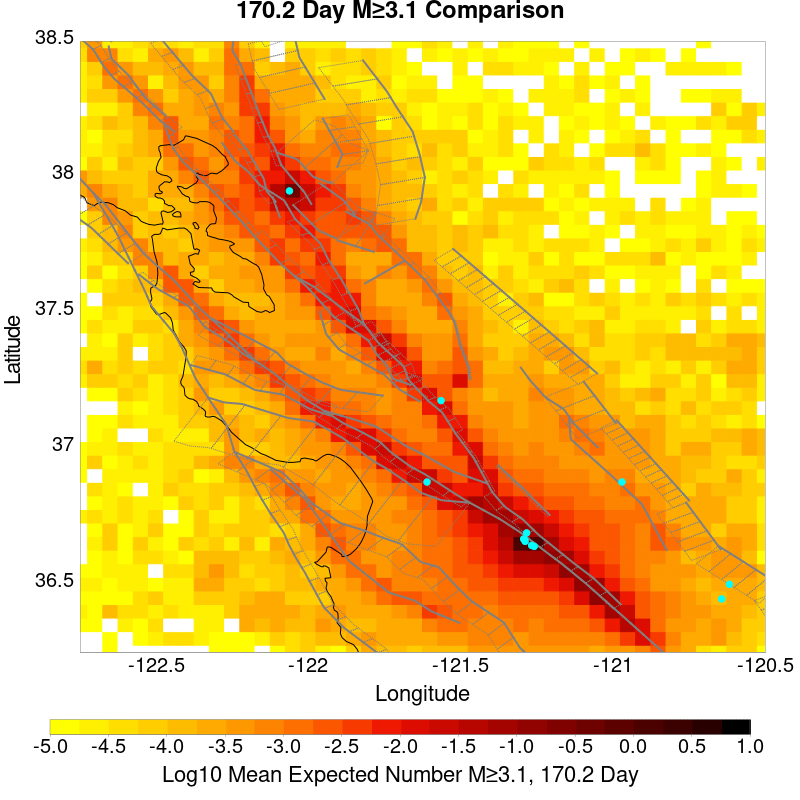 170.2 Day M≥3.1 Comparison
38.5
38
37.5
37
36.5
Latitude
-122.5 -122 -121.5 -121 -120.5
Longitude
-5.0 -4.5 -4.0 -3.5 -3.0 -2.5 -2.0 -1.5 -1.0 -0.5 0.0 0.5 1.0
Log10 Mean Expected Number M≥3.1, 170.2 Day